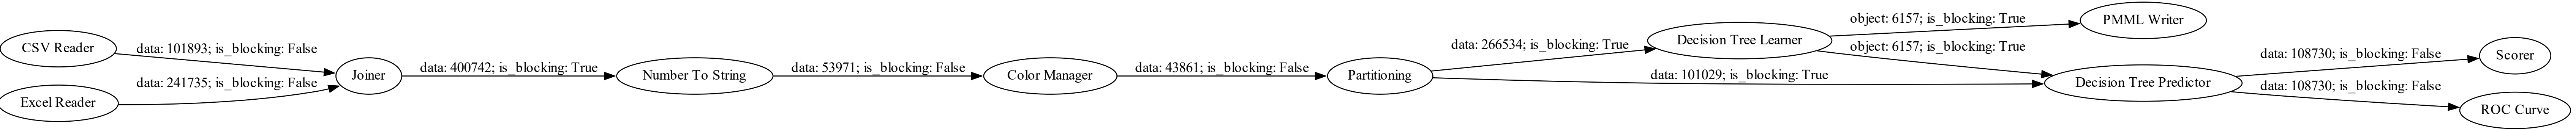 CSV Reader
data: 101893; is_blocking: False
Excel Reader
data: 241735; is_blocking: False
Joiner
data: 400742; is_blocking: True
Number To String
data: 53971; is_blocking: False
Color Manager
data: 43861; is_blocking: False
Partitioning
data: 266534; is_blocking: True
data: 101029; is_blocking: True
Decision Tree Learner
object: 6157; is_blocking: True
object: 6157; is_blocking: True
PMML Writer
Decision Tree Predictor
data: 108730; is_blocking: False
data: 108730; is_blocking: False
Scorer
ROC Curve